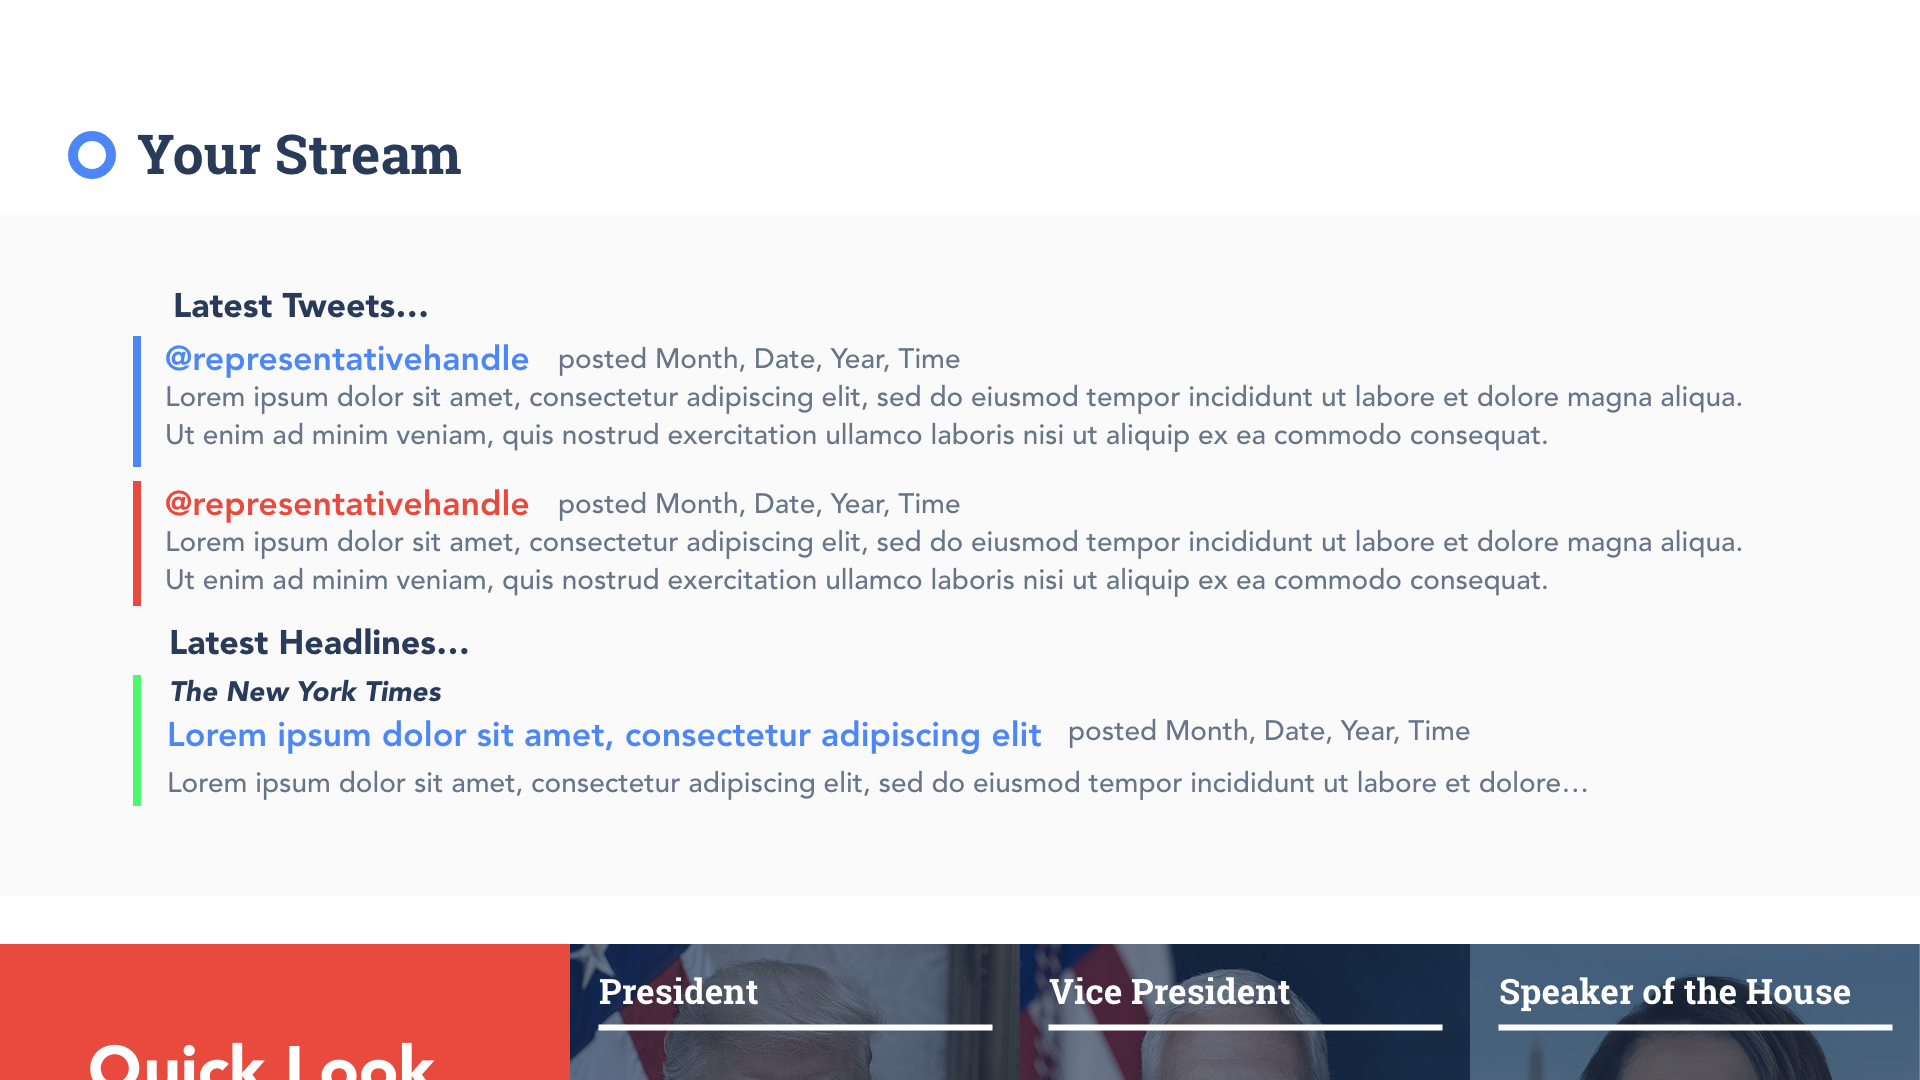 Your Stream
Latest Tweets...
@representativehandle posted Month, Date, Year, Time
Lorem ipsum dolor sit amet, consectetur adipiscing elit, sed do eiusmod tempor incididunt ut labore et dolore magna aliqua.
Ut enim ad minim veniam, quis nostrud exercitation ullamco laboris nisi ut aliquip ex ea commodo consequat.
@representativehandle posted Month, Date, Year, Time
Lorem ipsum dolor sit amet, consectetur adipiscing elit, sed do eiusmod tempor incididunt ut labore et dolore magna aliqua.
Ut enim ad minim veniam, quis nostrud exercitation ullamco laboris nisi ut aliquip ex ea commodo consequat.
Latest Headlines...
The New York Times
Lorem ipsum dolor sit amet, consectetur adipiscing elit posted Month, Date, Year, Time
Lorem ipsum dolor sit amet, consectetur adipiscing elit, sed do eiusmod tempor incididunt ut labore et dolore...
President
Vice President
Speaker of the House
Quick Look